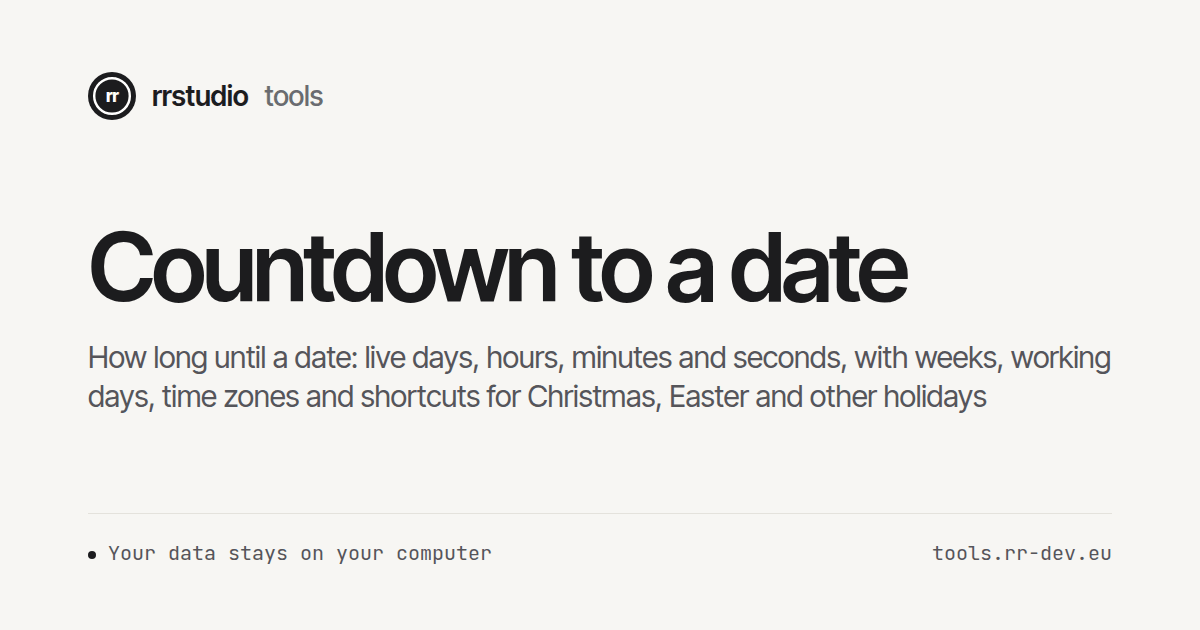 rr rrstudio tools
Countdown to a date
How long until a date: live days, hours, minutes and seconds, with weeks, working
days, time zones and shortcuts for Christmas, Easter and other holidays
Your data stays on your computer
tools.rr-dev.eu